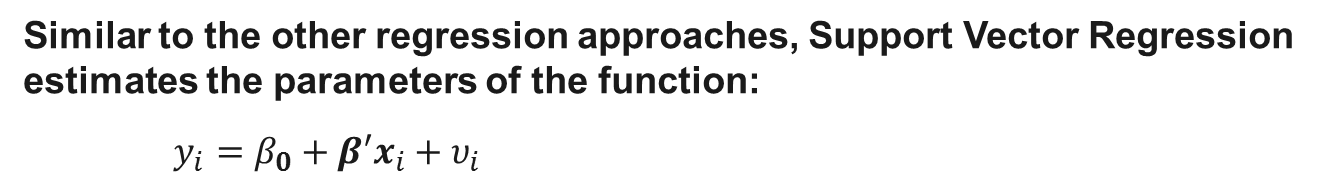 Similar to the other regression approaches, Support Vector Regression
estimates the parameters of the function:
𝑦ᵢ = 𝛽₀ + 𝜷′𝒙ᵢ + 𝜐ᵢ